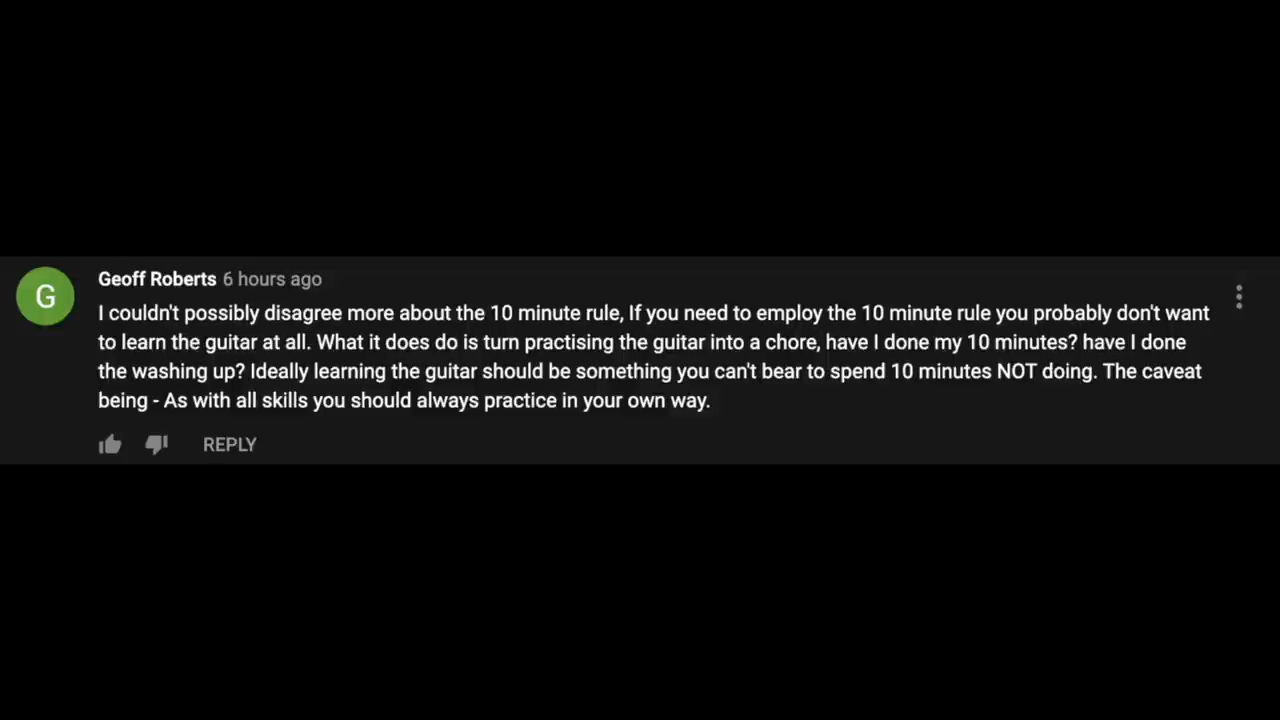 G
Geoff Roberts 6 hours ago
I couldn't possibly disagree more about the 10 minute rule, If you need to employ the 10 minute rule you probably don't want
to learn the guitar at all. What it does do is turn practising the guitar into a chore, have I done my 10 minutes? have I done
the washing up? Ideally learning the guitar should be something you can't bear to spend 10 minutes NOT doing. The caveat
being - As with all skills you should always practice in your own way.
REPLY